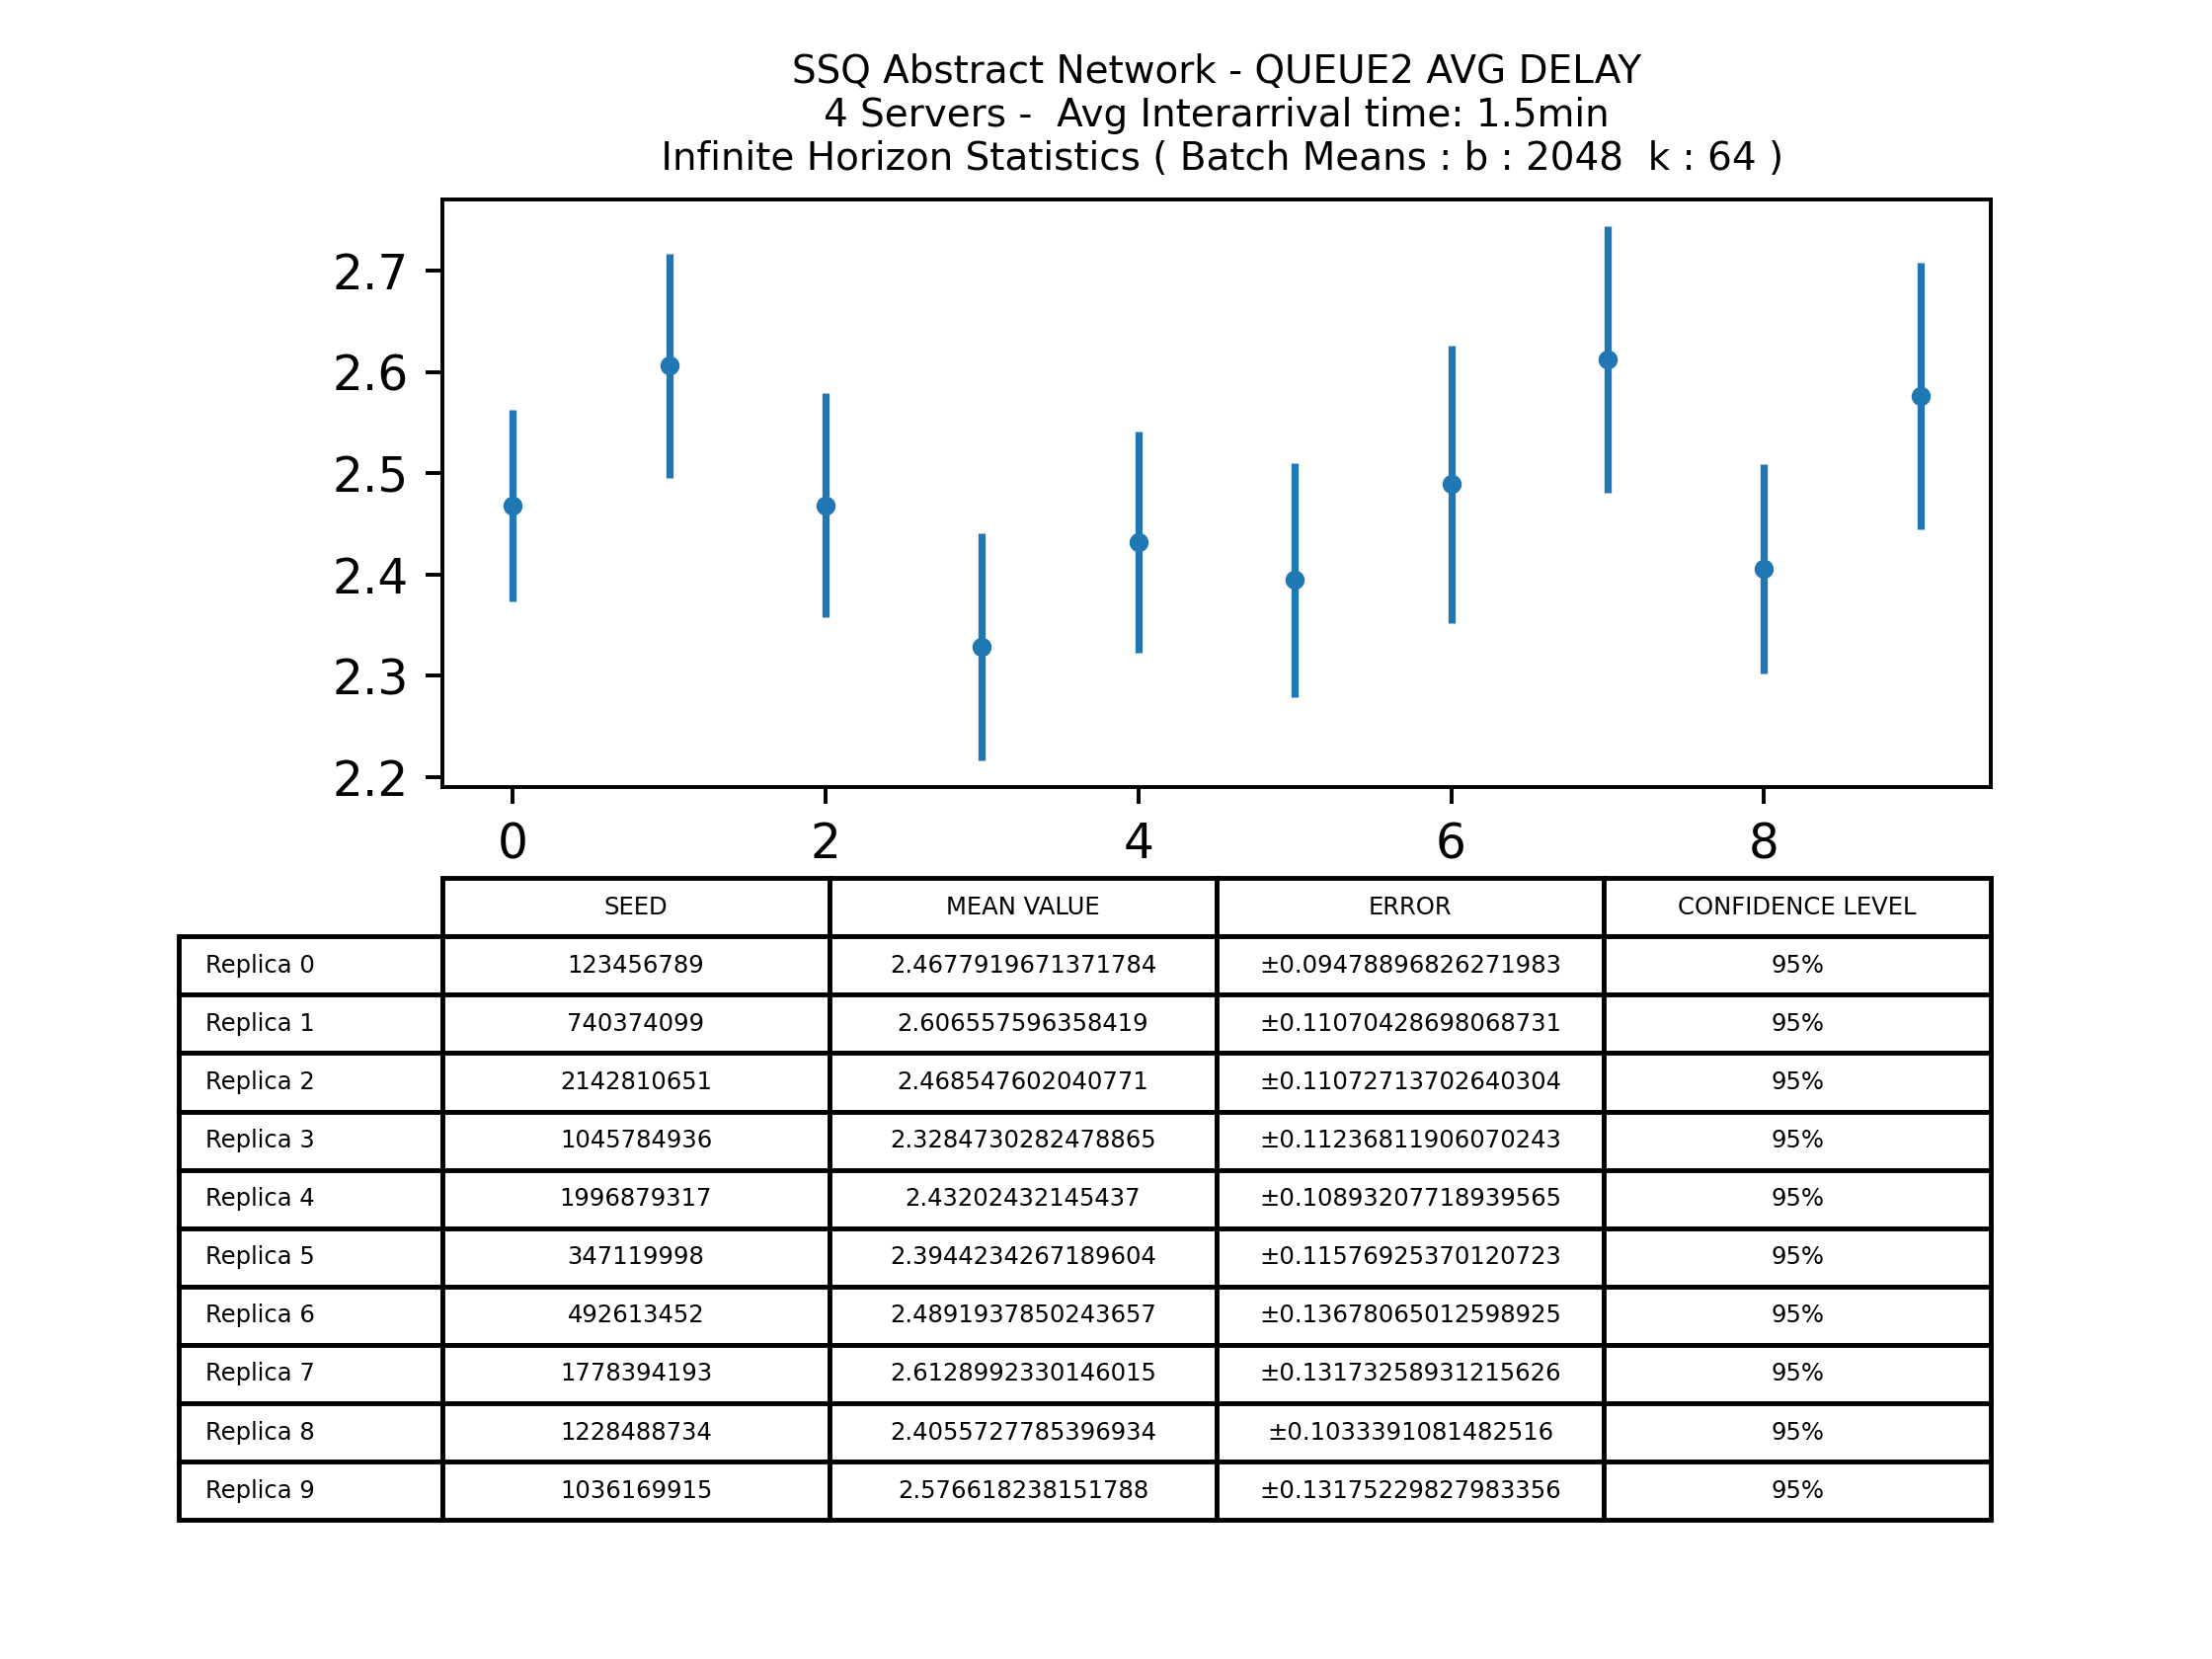 SSQ Abstract Network - QUEUE2 AVG DELAY
4 Servers -  Avg Interarrival time: 1.5min
Infinite Horizon Statistics ( Batch Means : b : 2048  k : 64 )
2.7
2.6
2.5
2.4
2.3
2.2
0 2 4 6 8
SEED MEAN VALUE ERROR CONFIDENCE LEVEL
Replica 0 123456789 2.4677919671371784 ±0.09478896826271983 95%
Replica 1 740374099 2.606557596358419 ±0.11070428698068731 95%
Replica 2 2142810651 2.468547602040771 ±0.11072713702640304 95%
Replica 3 1045784936 2.3284730282478865 ±0.11236811906070243 95%
Replica 4 1996879317 2.43202432145437 ±0.10893207718939565 95%
Replica 5 347119998 2.3944234267189604 ±0.11576925370120723 95%
Replica 6 492613452 2.4891937850243657 ±0.13678065012598925 95%
Replica 7 1778394193 2.6128992330146015 ±0.13173258931215626 95%
Replica 8 1228488734 2.4055727785396934 ±0.1033391081482516 95%
Replica 9 1036169915 2.576618238151788 ±0.13175229827983356 95%